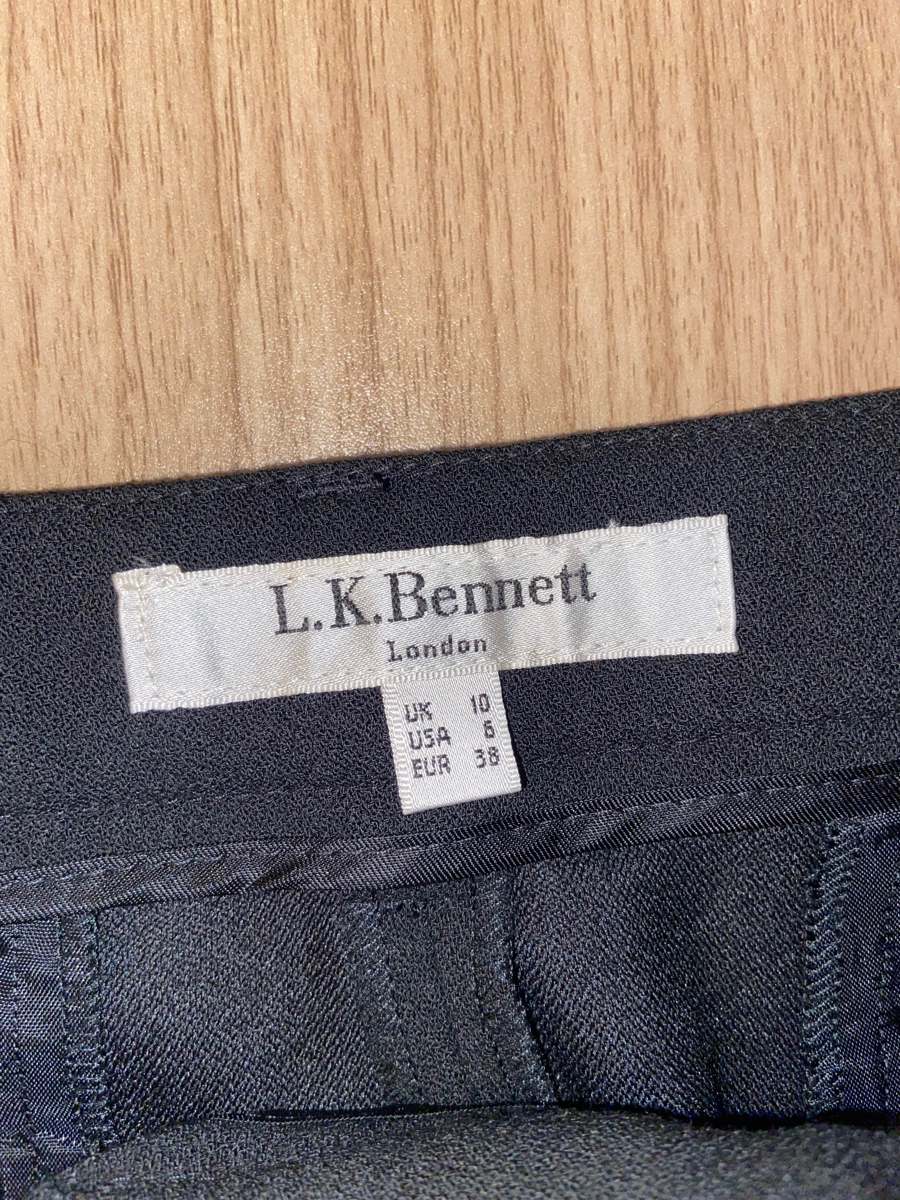 L.K.Bennett
London
UK 10
USA 6
EUR 38